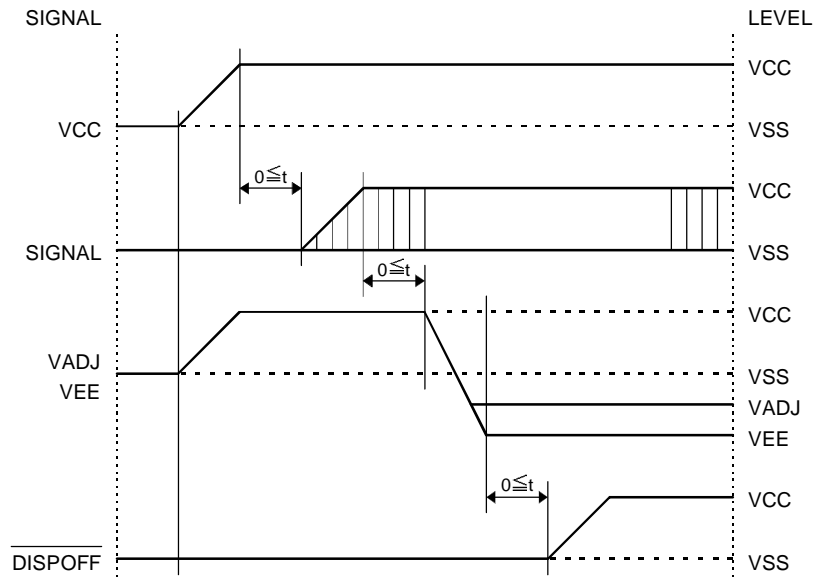 SIGNAL LEVEL
VCC
VCC VSS
0≦t VCC
SIGNAL VSS
0≦t
VCC
VADJ
VEE VSS
VADJ
VEE
0≦t VCC
DISPOFF VSS